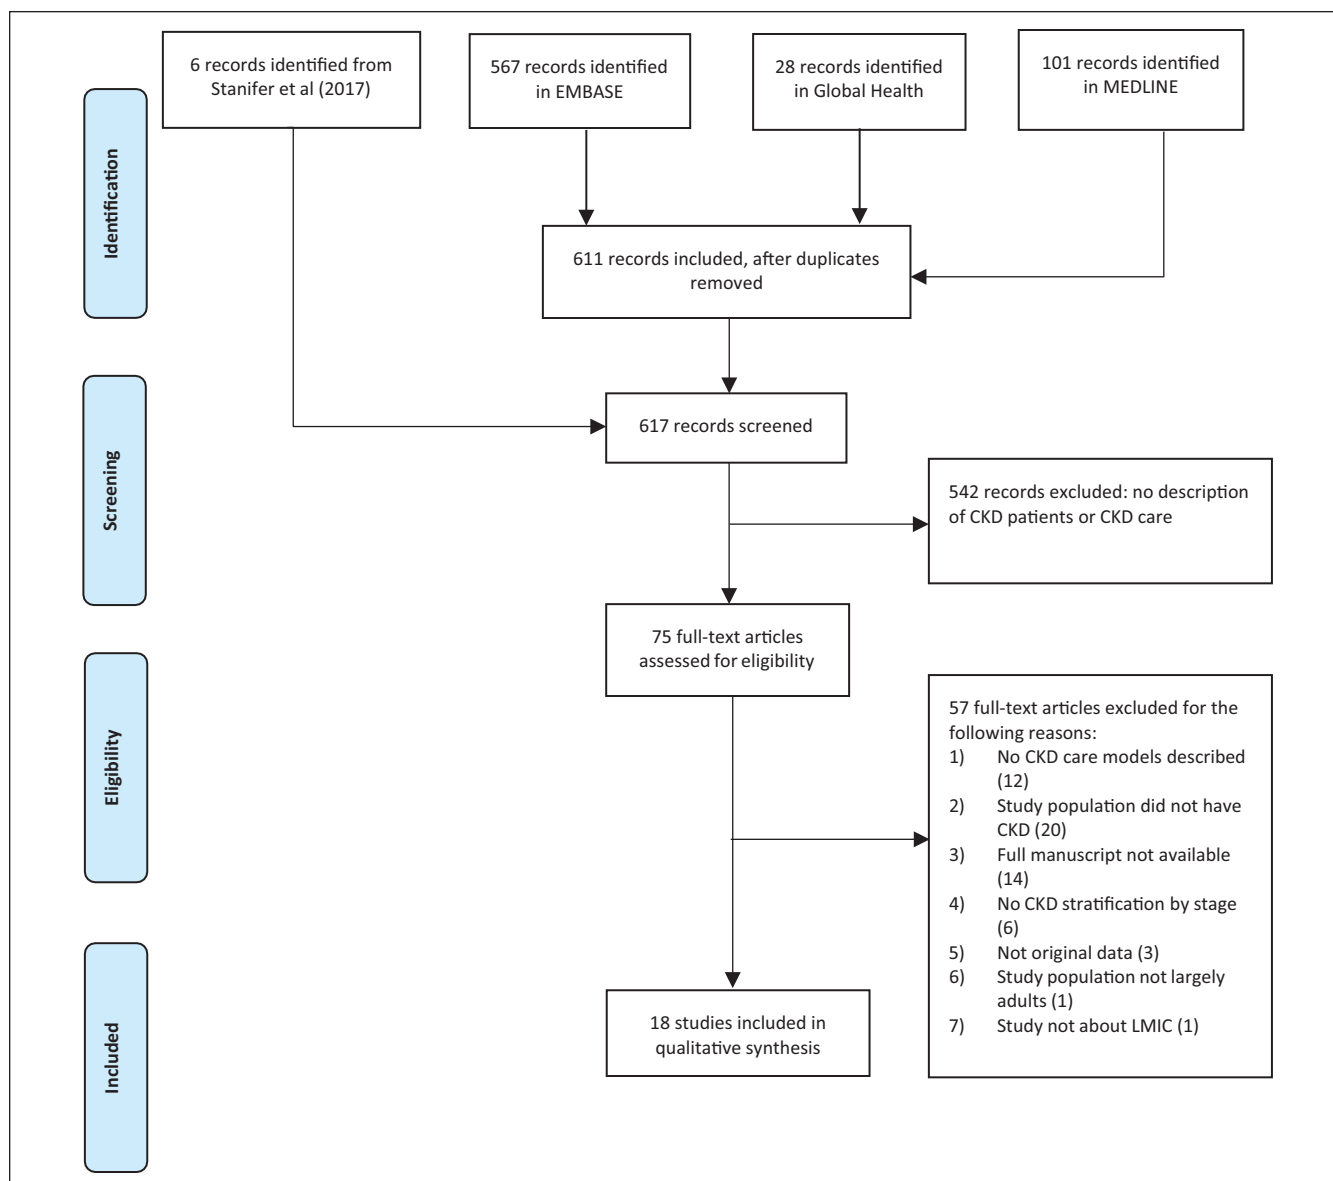 6 records identified from
Stanifer et al (2017)
567 records identified
in EMBASE
28 records identified
in Global Health
101 records identified
in MEDLINE
Identification
611 records included, after duplicates
removed
Screening
617 records screened
542 records excluded: no description
of CKD patients or CKD care
75 full-text articles
assessed for eligibility
Eligibility
57 full-text articles excluded for the
following reasons:
1) No CKD care models described
(12)
2) Study population did not have
CKD (20)
3) Full manuscript not available
(14)
4) No CKD stratification by stage
(6)
5) Not original data (3)
6) Study population not largely
adults (1)
7) Study not about LMIC (1)
Included
18 studies included in
qualitative synthesis